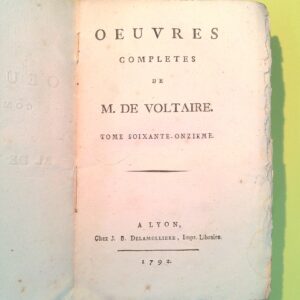 OEUVRES
COMPLETES
DE
M. DE VOLTAIRE.
TOME SOIXANTE-ONZIEME.
A LYON,
Chez J. B. DELAMOLLIERE, Impr. Libraire.
1792.